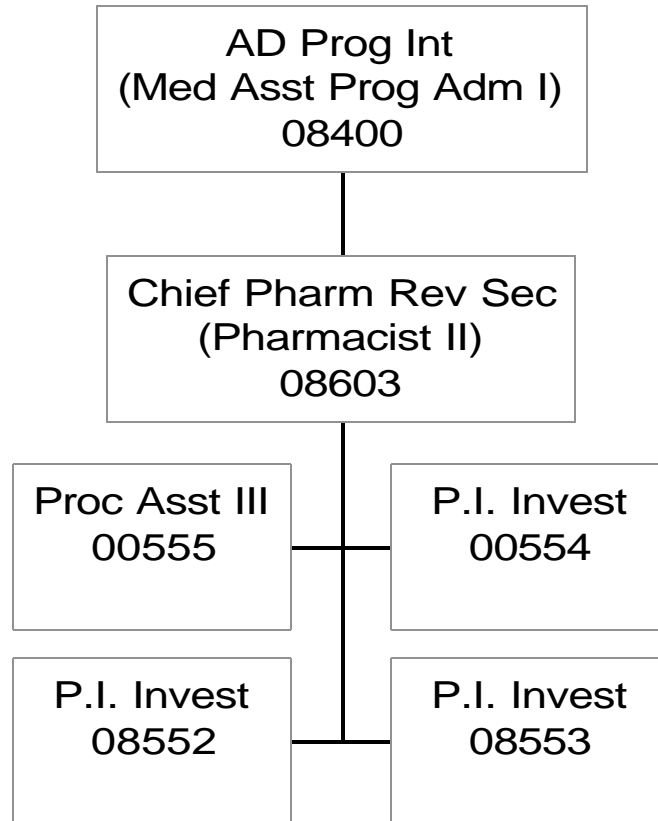 AD Prog Int
(Med Asst Prog Adm I)
08400
Chief Pharm Rev Sec
(Pharmacist II)
08603
Proc Asst III
00555
P.I. Invest
00554
P.I. Invest
08552
P.I. Invest
08553